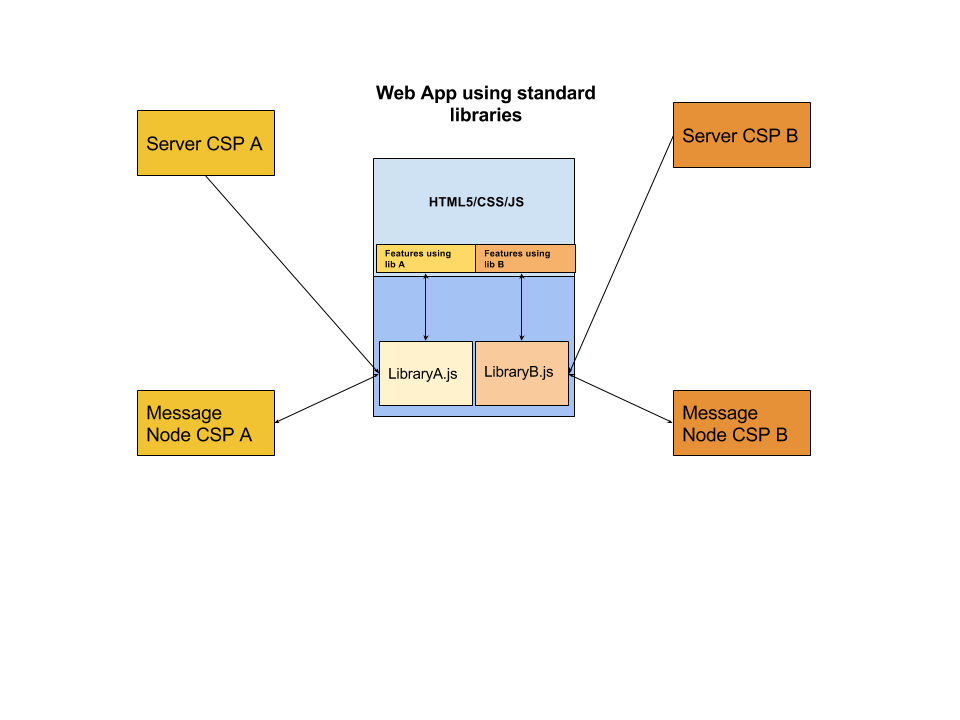 Web App using standard
libraries
Server CSP A
Server CSP B
HTML5/CSS/JS
Features using
lib A
Features using
lib B
LibraryA.js
LibraryB.js
Message
Node CSP A
Message
Node CSP B